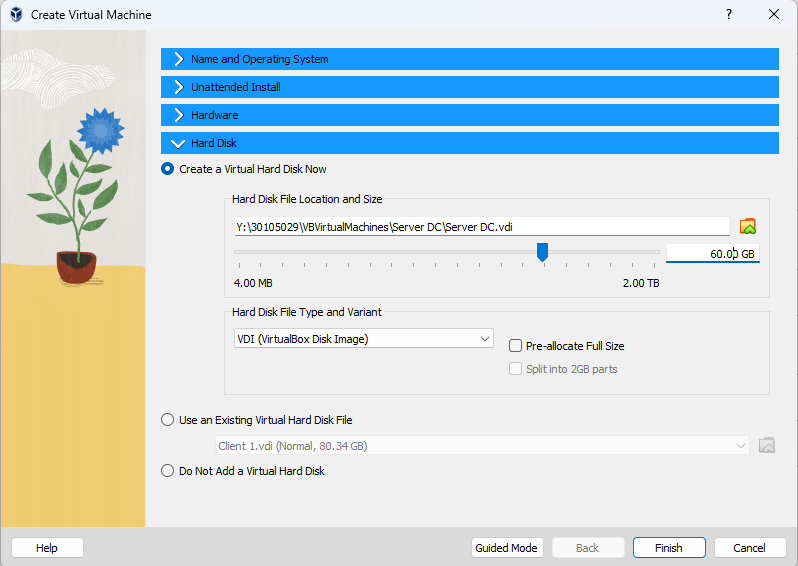 Create Virtual Machine
?
Name and Operating System
Unattended Install
Hardware
Hard Disk
Create a Virtual Hard Disk Now
Hard Disk File Location and Size
Y:\30105029\VBVirtualMachines\Server DC\Server DC.vdi
60.00 GB
4.00 MB 2.00 TB
Hard Disk File Type and Variant
VDI (VirtualBox Disk Image)
Pre-allocate Full Size
Split into 2GB parts
Use an Existing Virtual Hard Disk File
Client 1.vdi (Normal, 80.34 GB)
Do Not Add a Virtual Hard Disk
Help Guided Mode Back Finish Cancel